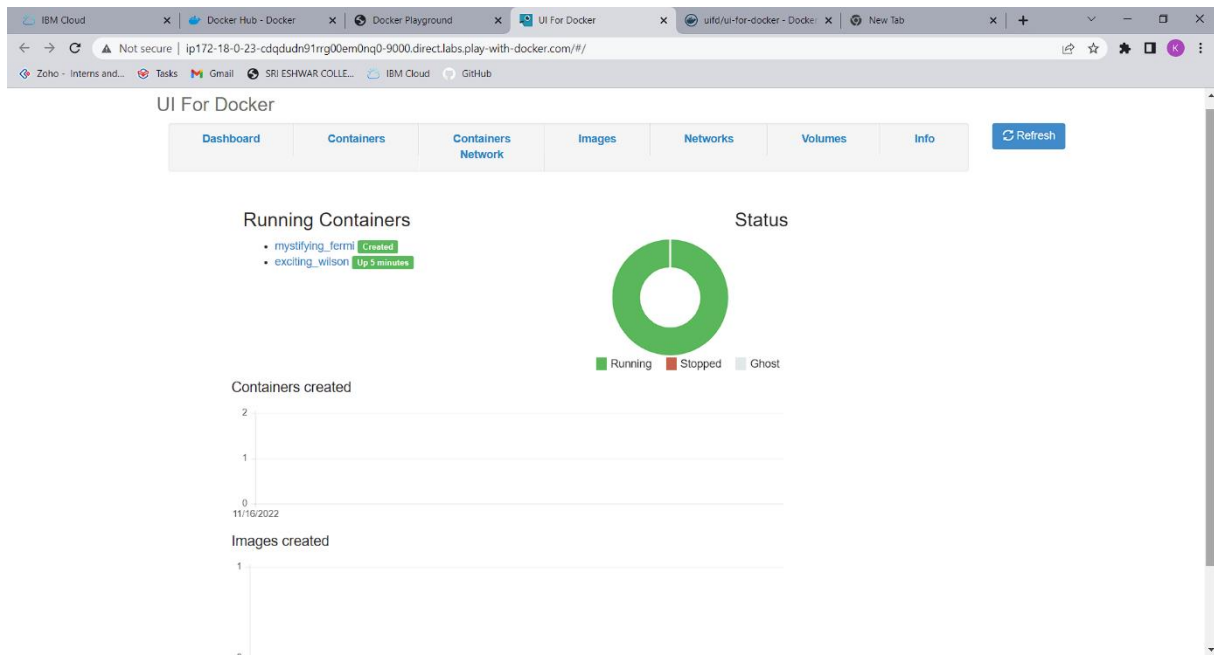 IBM Cloud
Docker Hub - Docker
Docker Playground
UI For Docker
uifd/ui-for-docker - Docker
New Tab
Not secure | ip172-18-0-23-cdqdudn91rrg00em0nq0-9000.direct.labs.play-with-docker.com/#/
K
Zoho - Interns and... Tasks Gmail SRI ESHWAR COLLE... IBM Cloud GitHub
UI For Docker
Dashboard
Containers
Containers
Network
Images
Networks
Volumes
Info
Refresh
Running Containers
mystifying_fermi Created
exciting_wilson Up 5 minutes
Status
Running Stopped Ghost
Containers created
2
1
0
11/16/2022
Images created
1